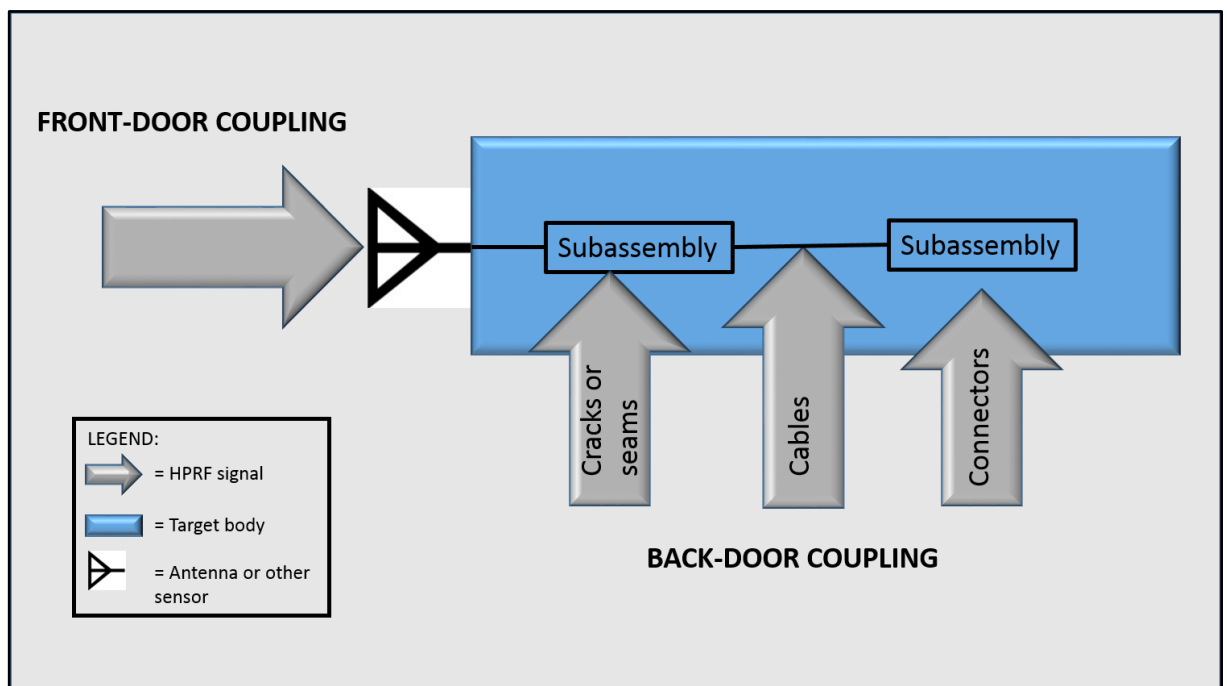 FRONT-DOOR COUPLING
Subassembly
Subassembly
Cracks or
seams
Cables
Connectors
BACK-DOOR COUPLING
LEGEND:
= HPRF signal
= Target body
= Antenna or other
sensor